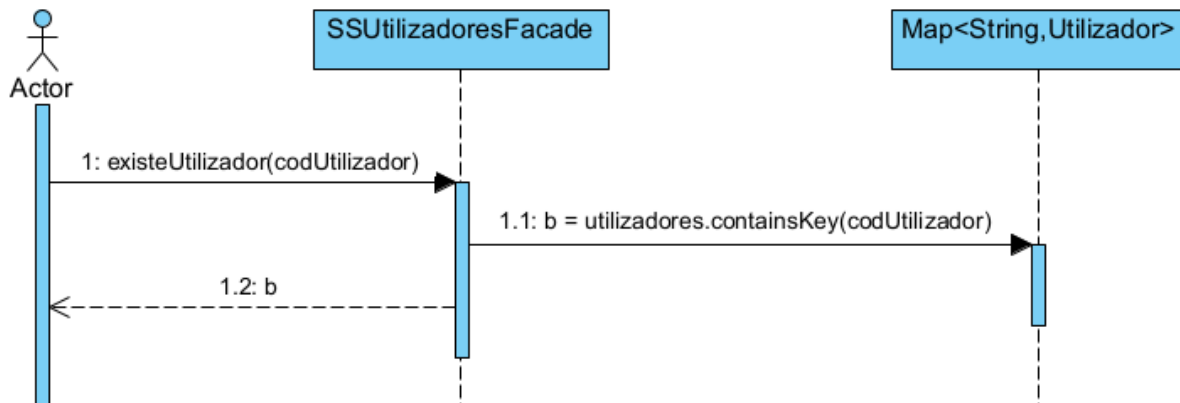 SSUtilizadoresFacade
Map<String,Utilizador>
Actor
1: existeUtilizador(codUtilizador)
1.1: b = utilizadores.containsKey(codUtilizador)
1.2: b